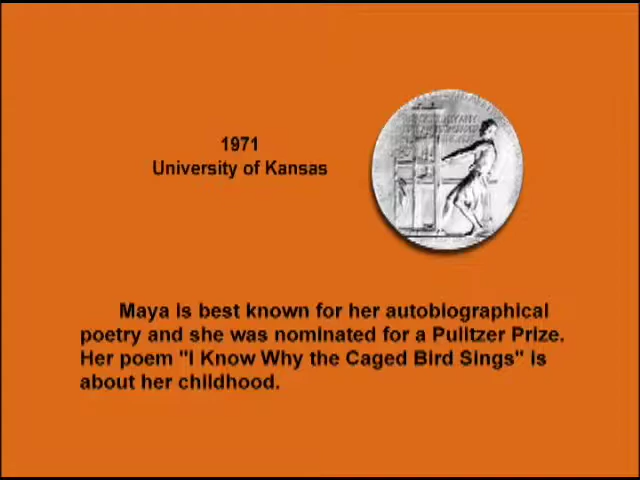 1971
University of Kansas
Maya is best known for her autobiographical
poetry and she was nominated for a Pulitzer Prize.
Her poem "I Know Why the Caged Bird Sings" is
about her childhood.